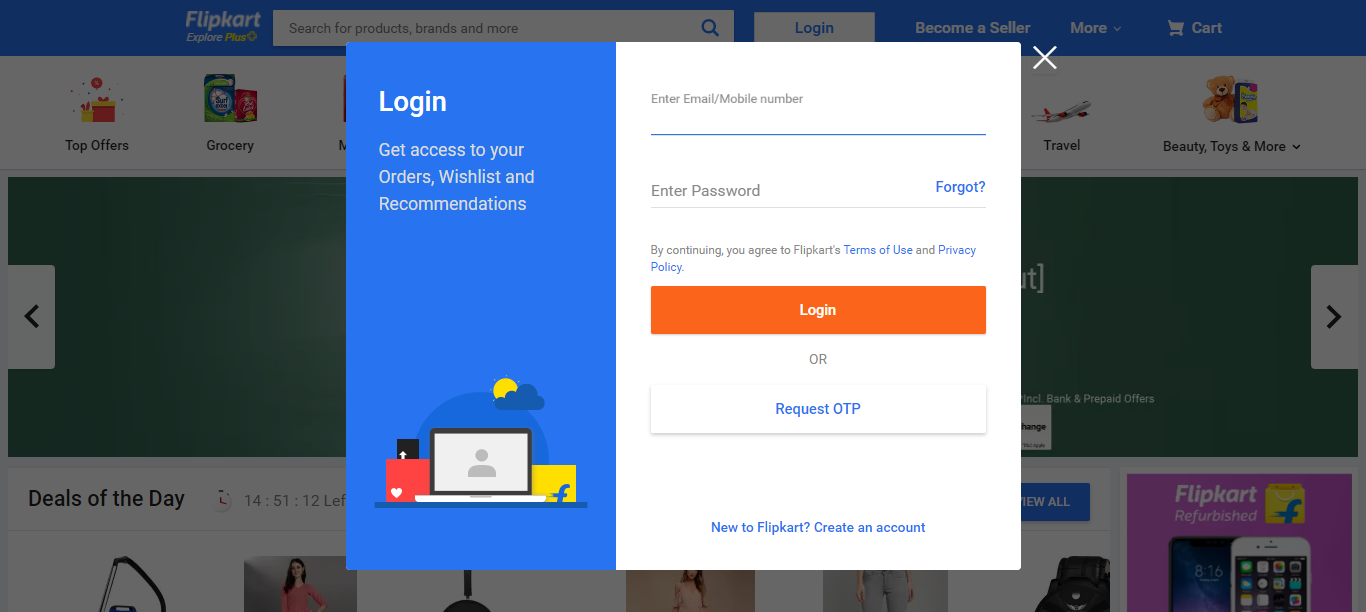 Flipkart
Explore Plus
Search for products, brands and more
Login
Become a Seller
More
Cart
Top Offers
Grocery
M
Travel
Beauty, Toys & More
Login
Get access to your
Orders, Wishlist and
Recommendations
Enter Email/Mobile number
Enter Password
Forgot?
By continuing, you agree to Flipkart's Terms of Use and Privacy
Policy.
Login
OR
Request OTP
New to Flipkart? Create an account
ut]
Incl. Bank & Prepaid Offers
hange
Deals of the Day
14 : 51 : 12 Lef
IEW ALL
Flipkart
Refurbished
8:16